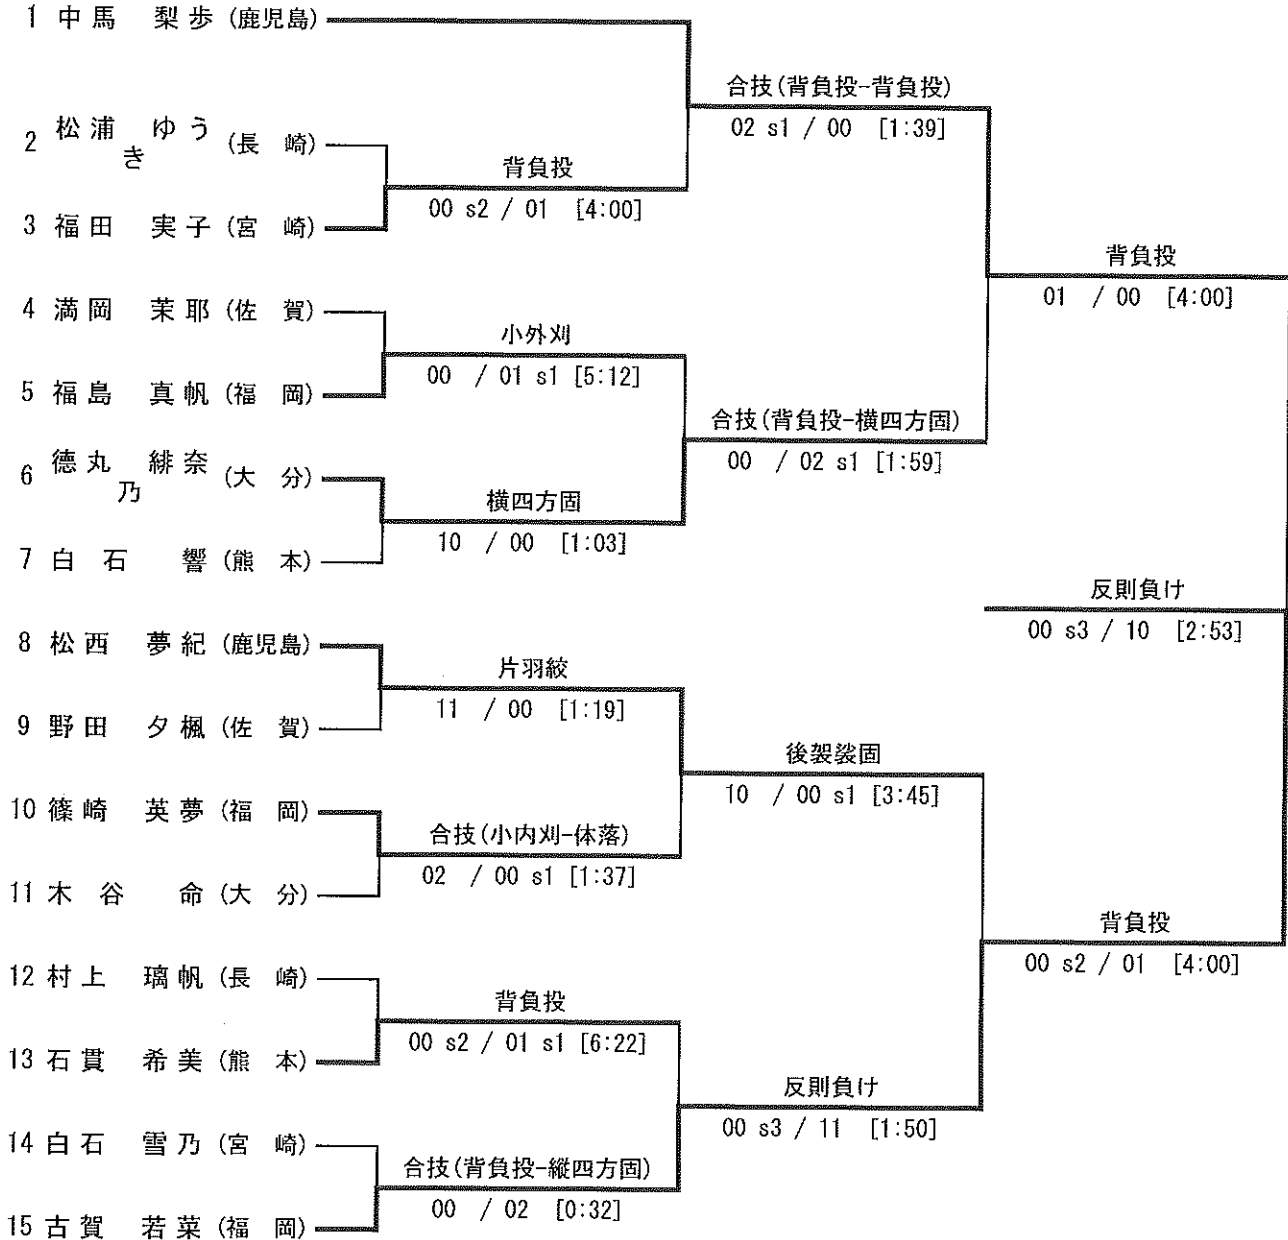 1 中馬 梨歩 (鹿児島)
合技(背負投-背負投)
02 s1 / 00 [1:39]
2 松浦 ゆうき (長 崎)
背負投
00 s2 / 01 [4:00]
3 福田 実子 (宮 崎)
背負投
01 / 00 [4:00]
4 満岡 茉耶 (佐 賀)
小外刈
00 / 01 s1 [5:12]
5 福島 真帆 (福 岡)
合技(背負投-横四方固)
00 / 02 s1 [1:59]
6 徳丸 緋奈乃 (大 分)
横四方固
10 / 00 [1:03]
7 白石 響 (熊 本)
反則負け
00 s3 / 10 [2:53]
8 松西 夢紀 (鹿児島)
片羽絞
11 / 00 [1:19]
9 野田 夕楓 (佐 賀)
後袈裟固
10 / 00 s1 [3:45]
10 篠崎 英夢 (福 岡)
合技(小内刈-体落)
02 / 00 s1 [1:37]
11 木谷 命 (大 分)
背負投
00 s2 / 01 [4:00]
12 村上 璃帆 (長 崎)
背負投
00 s2 / 01 s1 [6:22]
13 石貫 希美 (熊 本)
反則負け
00 s3 / 11 [1:50]
14 白石 雪乃 (宮 崎)
合技(背負投-縦四方固)
00 / 02 [0:32]
15 古賀 若菜 (福 岡)